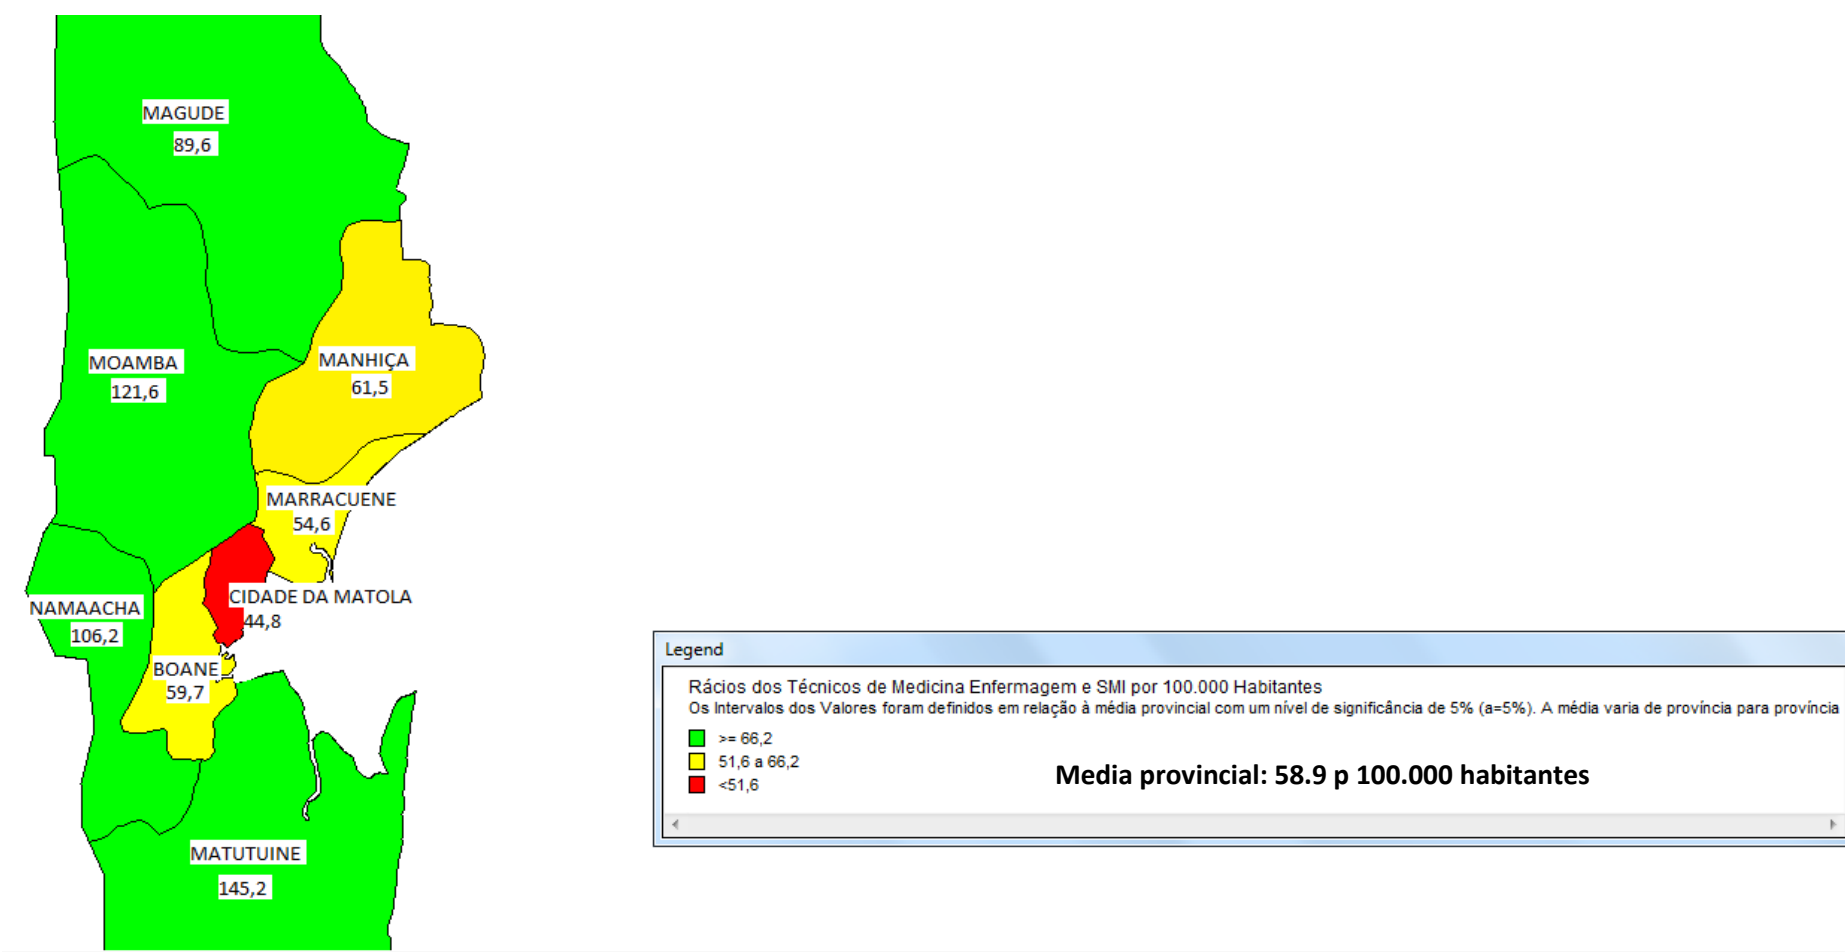 MAGUDE
89,6
MOAMBA
121,6
MANHIÇA
61,5
MARRACUENE
54,6
CIDADE DA MATOLA
44,8
NAMAACHA
106,2
BOANE
59,7
MATUTUINE
145,2
Legend
Rácios dos Técnicos de Medicina Enfermagem e SMI por 100.000 Habitantes
Os Intervalos dos Valores foram definidos em relação à média provincial com um nível de significância de 5% (a=5%). A média varia de província para província
>= 66,2
51,6 a 66,2
<51,6
Media provincial: 58.9 p 100.000 habitantes